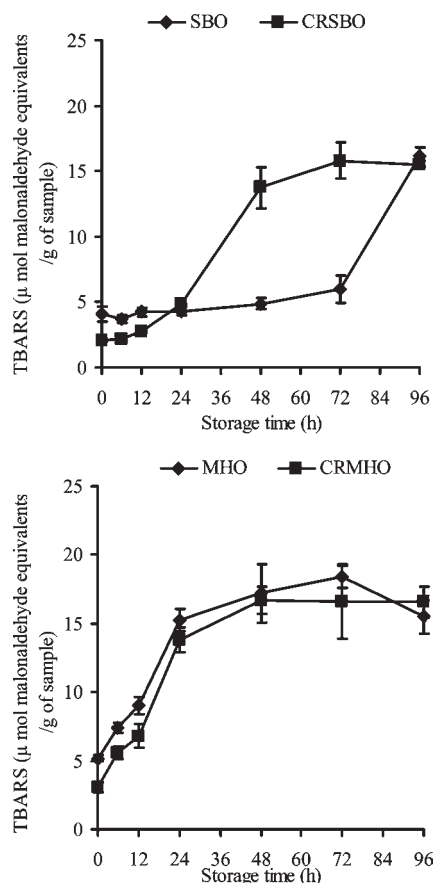 SBO CRSBO
TBARS (μ mol malonaldehyde equivalents
/g of sample)
25
20
15
10
5
0
0 12 24 36 48 60 72 84 96
Storage time (h)
MHO CRMHO
TBARS (μ mol malonaldehyde equivalents
/g of sample)
25
20
15
10
5
0
0 12 24 36 48 60 72 84 96
Storage time (h)